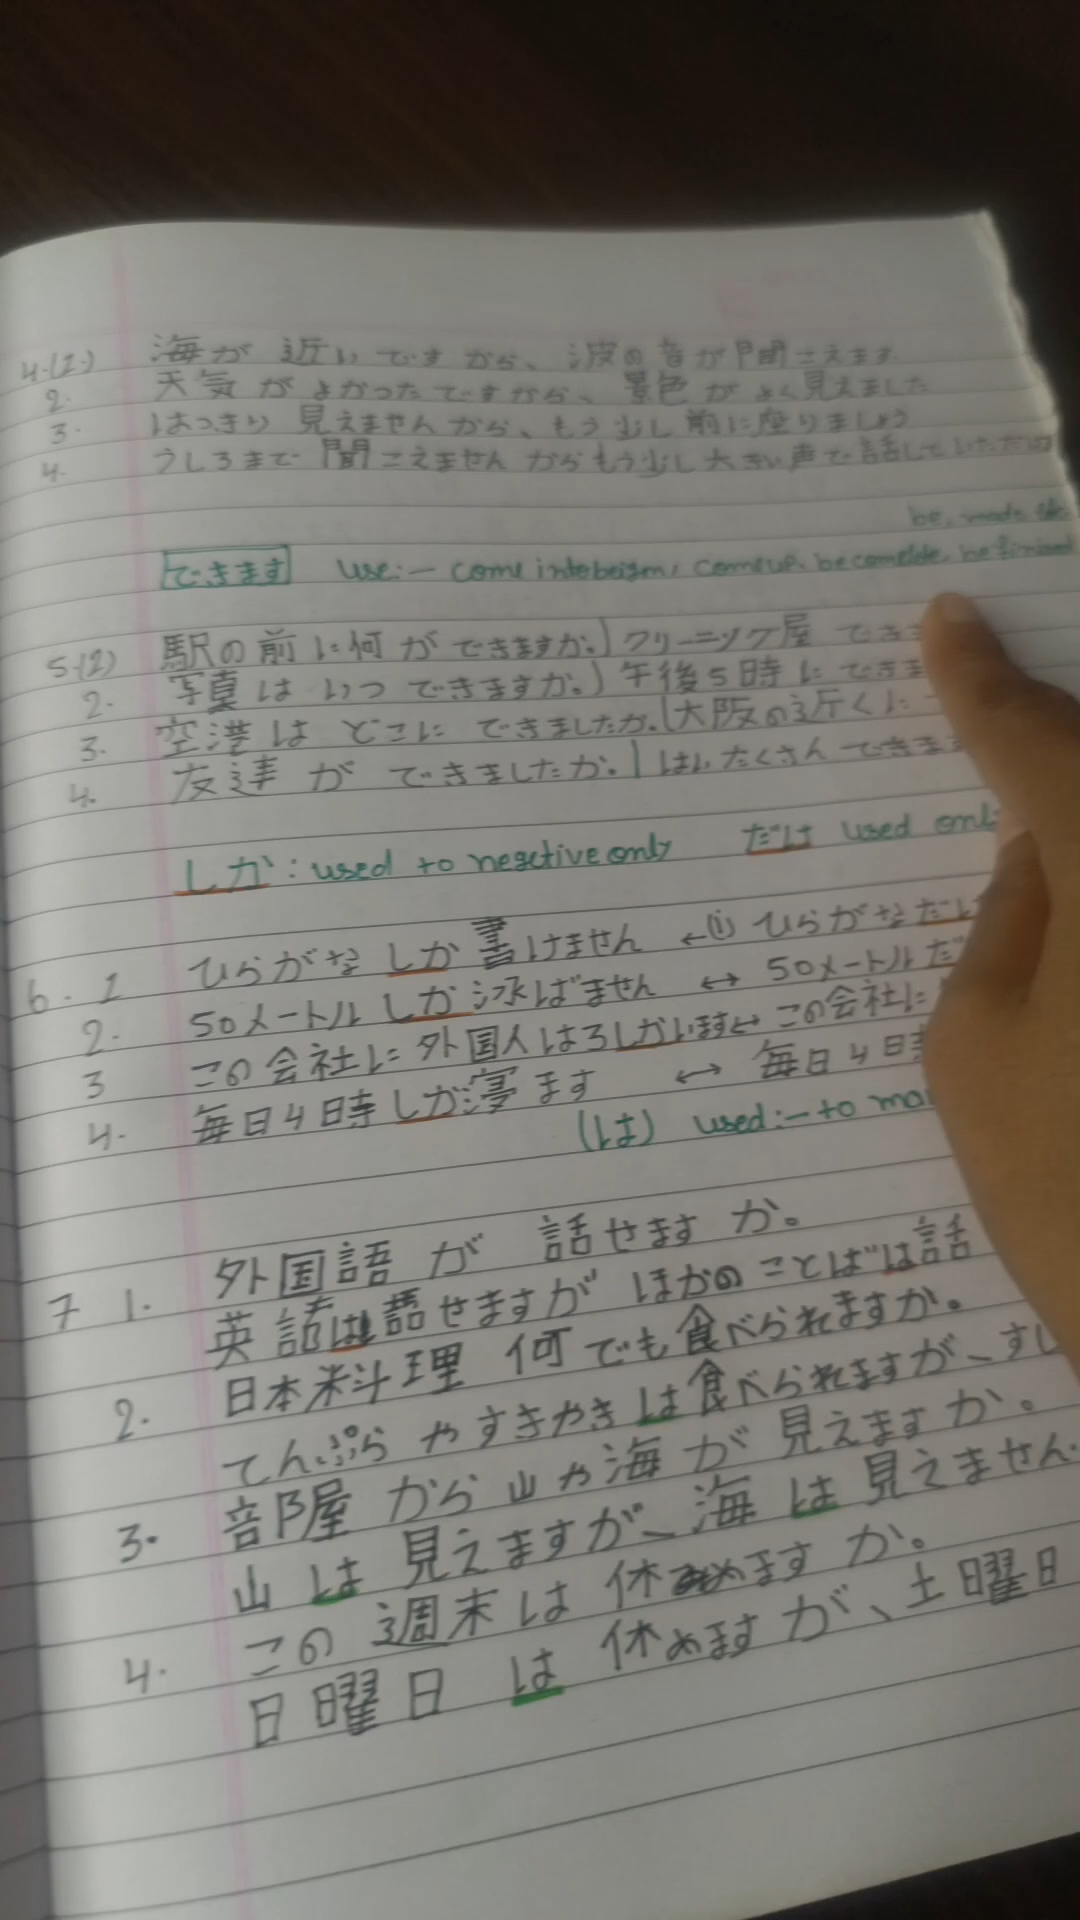 4.(1.) 海が 近いですから、波の音が聞こえます
2. 天気がよかったですから、景色がよく見えました
3. はっきり 見えませんから、もう少し前に座りましょう
4. うしろまで 聞こえませんからもう少し大きい声で話して
be. made
できます use:- come come up. be
5.(2) 駅の前に何ができますか。) クリーニング屋
2. 写真はいつできますか。) 午後5時に
3. 空港はどこにできましたか。(大阪の近くに
4. 友達ができましたか。| はい、たくさん
しか: used to negctive only だけ used
6. 1 ひらがなしか書けません ← (i) ひらがな
2. 50メートルしか泳ばません ↔ 50メートル
3 この会社に外国人は3しかいます↔ この会社に
4. 毎日4時しか寝ます ↔ 毎日4日
(は) used:- to
7 1. 外国語が 話せますか。
英語は話せますがほかのことばは話
2. 日本料理 何でも食べられますか。
てんぷらやすきやきは食べられますが、すし
3. 部屋から山や海が見えますか。
山は見えますが、海は見えません
4. この週末は休めますか。
日曜日は休めますが、土曜日